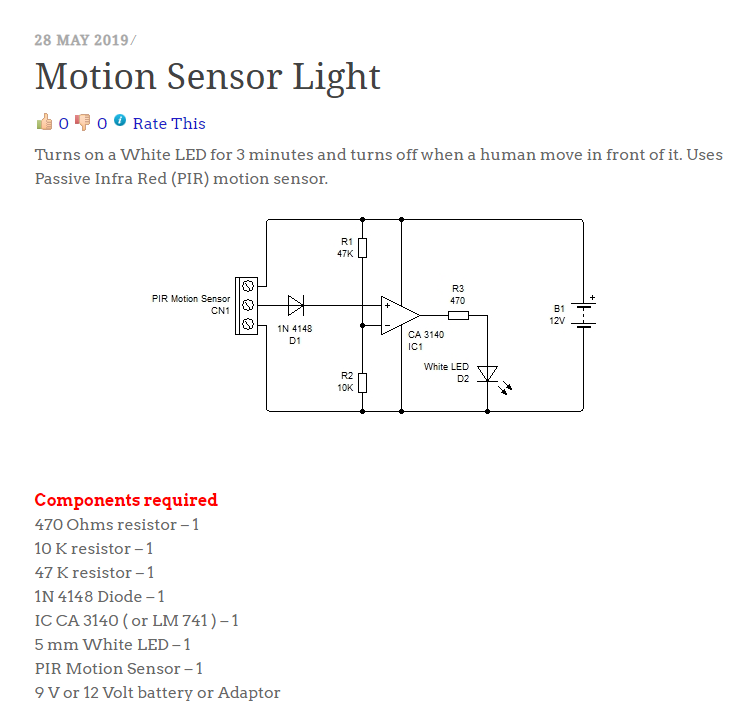 28 MAY 2019/
Motion Sensor Light
0 0 i Rate This
Turns on a White LED for 3 minutes and turns off when a human move in front of it. Uses
Passive Infra Red (PIR) motion sensor.
R1
47K
PIR Motion Sensor
CN1
1N 4148
D1
+
-
R3
470
CA 3140
IC1
B1
12V
+
White LED
D2
R2
10K
Components required
470 Ohms resistor – 1
10 K resistor – 1
47 K resistor – 1
1N 4148 Diode – 1
IC CA 3140 ( or LM 741 ) – 1
5 mm White LED – 1
PIR Motion Sensor – 1
9 V or 12 Volt battery or Adaptor